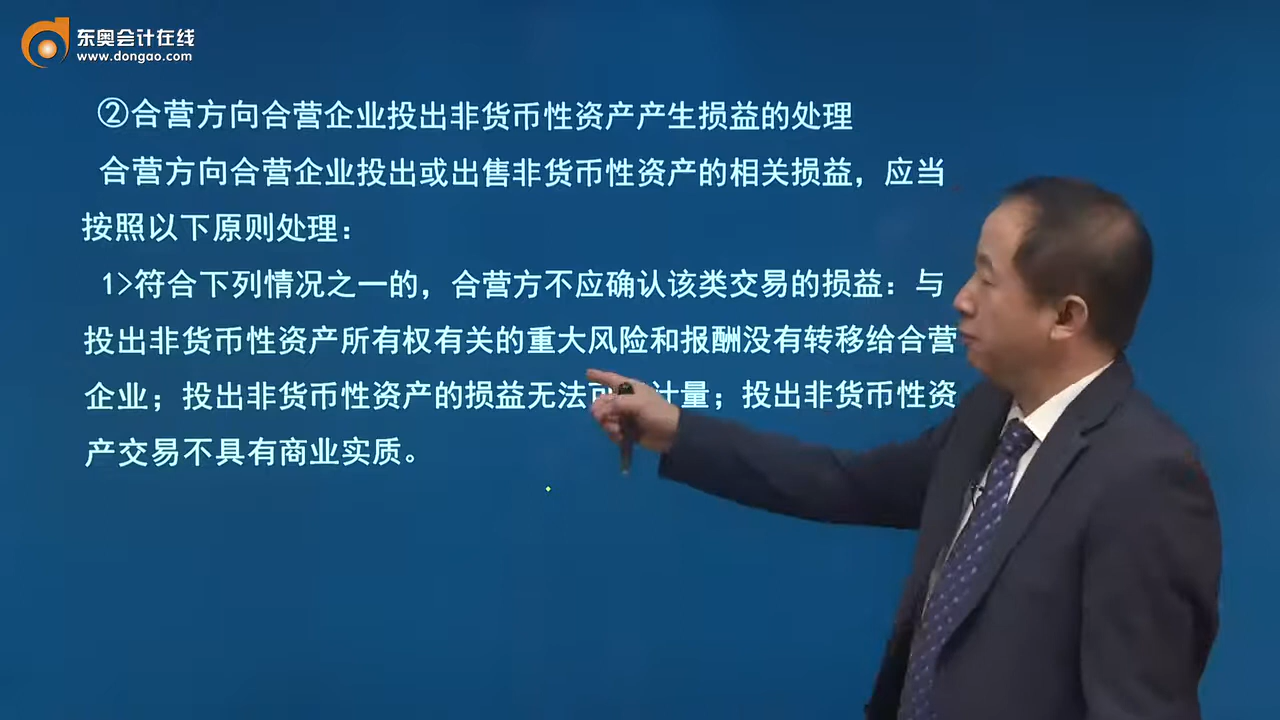 东奥会计在线
www.dongao.com
②合营方向合营企业投出非货币性资产产生损益的处理
合营方向合营企业投出或出售非货币性资产的相关损益，应当
按照以下原则处理：
1>符合下列情况之一的，合营方不应确认该类交易的损益：与
投出非货币性资产所有权有关的重大风险和报酬没有转移给合营
企业；投出非货币性资产的损益无法可计量；投出非货币性资
产交易不具有商业实质。